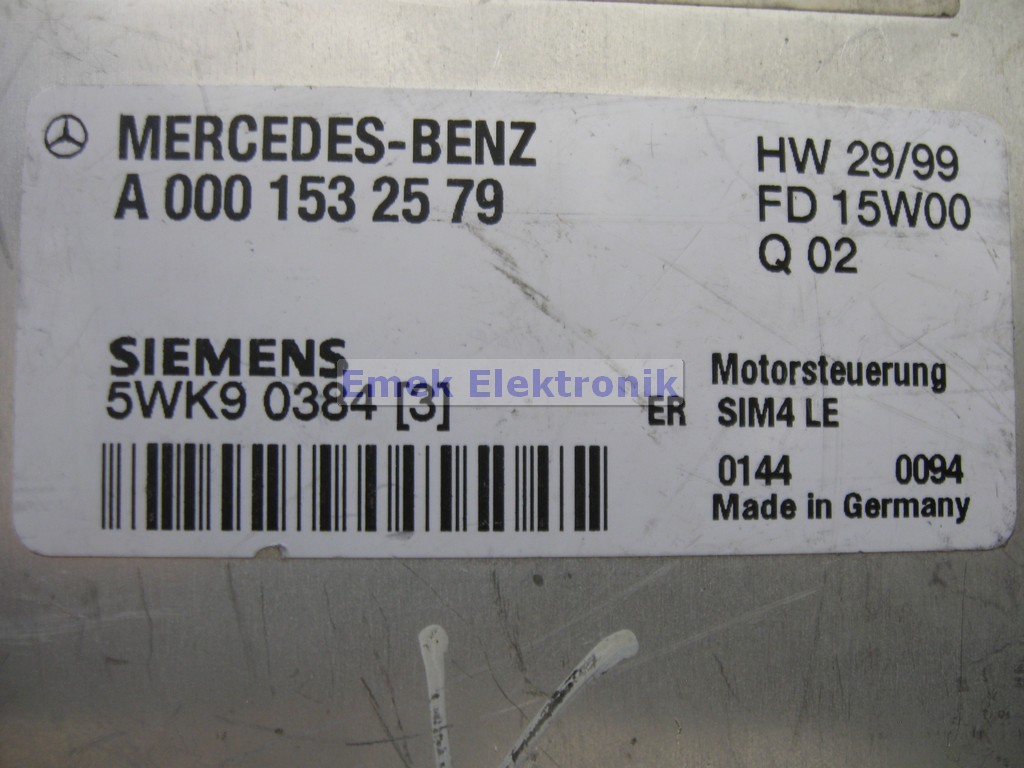 MERCEDES-BENZ
A 000 153 25 79
HW 29/99
FD 15W00
Q 02
SIEMENS
5WK9 0384 [3]
Emek Elektronik
Motorsteuerung
ER SIM4 LE
0144 0094
Made in Germany